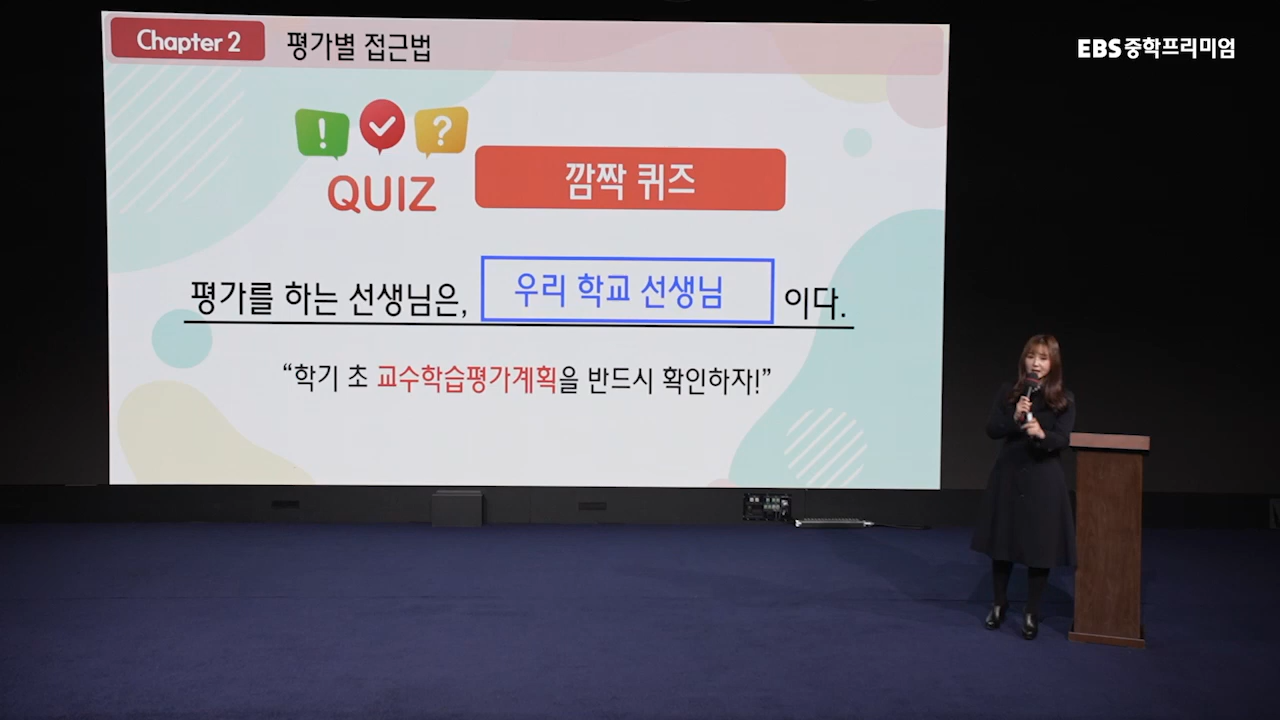 Chapter 2 평가별 접근법
EBS 중학프리미엄
! ?
QUIZ 깜짝 퀴즈
평가를 하는 선생님은, 우리 학교 선생님 이다.
“학기 초 교수학습평가계획을 반드시 확인하자!”